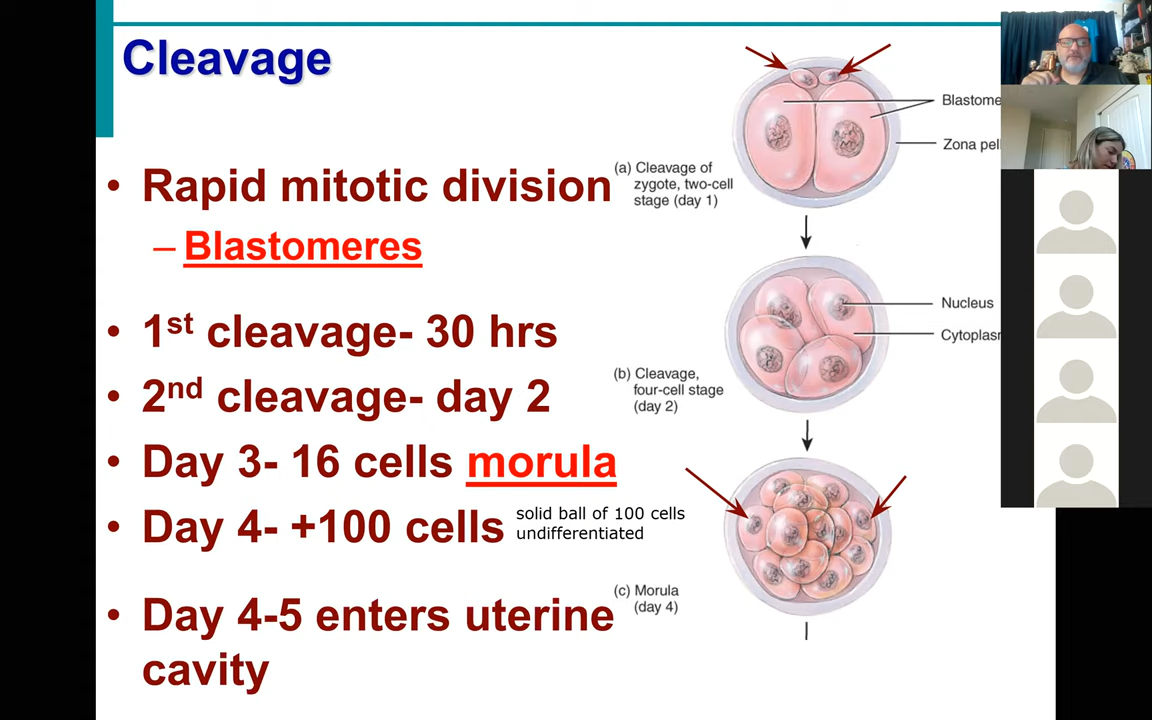 Cleavage
• Rapid mitotic division
– Blastomeres
• 1st cleavage- 30 hrs
• 2nd cleavage- day 2
• Day 3- 16 cells morula
• Day 4- +100 cells
solid ball of 100 cells
undifferentiated
• Day 4-5 enters uterine
cavity
Blastome
Zona pel
(a) Cleavage of
zygote, two-cell
stage (day 1)
Nucleus
Cytoplasm
(b) Cleavage,
four-cell stage
(day 2)
(c) Morula
(day 4)